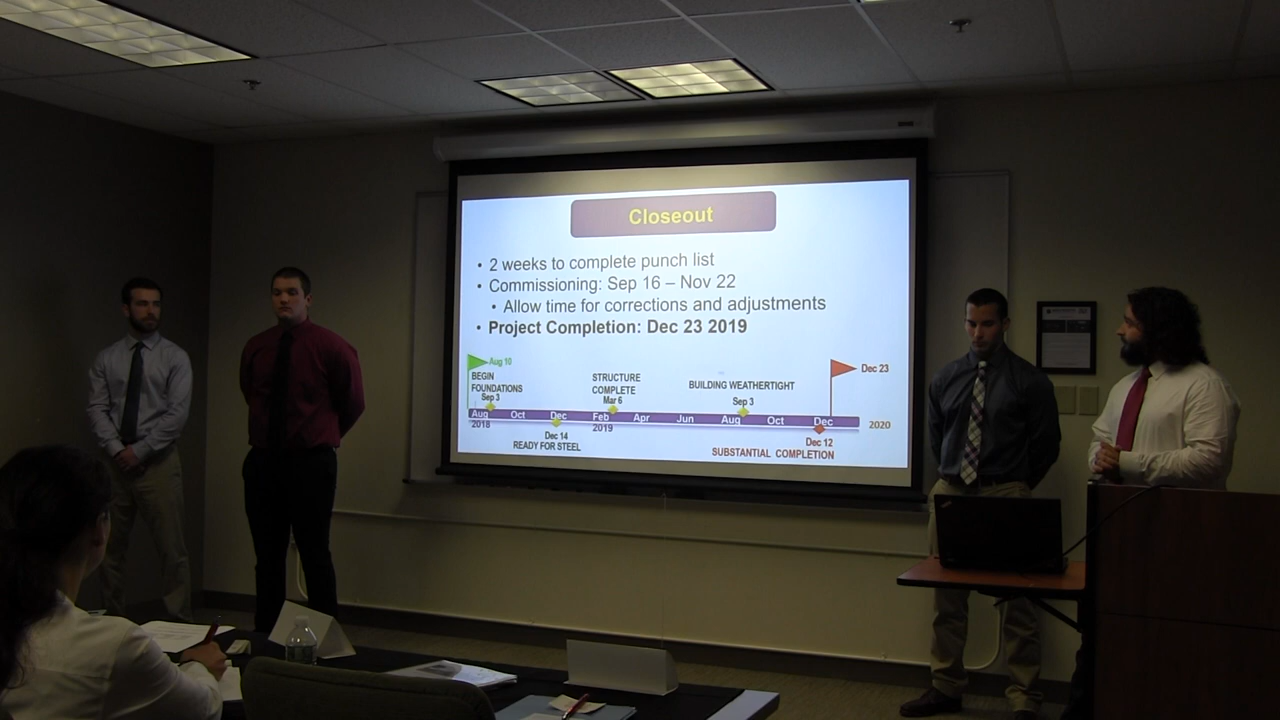 Closeout
• 2 weeks to complete punch list
• Commissioning: Sep 16 – Nov 22
• Allow time for corrections and adjustments
• Project Completion: Dec 23 2019
Aug 10
Dec 23
BEGIN
FOUNDATIONS
Sep 3
STRUCTURE
COMPLETE
Mar 6
BUILDING WEATHERTIGHT
Sep 3
Aug Oct Dec Feb Apr Jun Aug Oct Dec
2018 2019 2020
Dec 14
READY FOR STEEL
Dec 12
SUBSTANTIAL COMPLETION